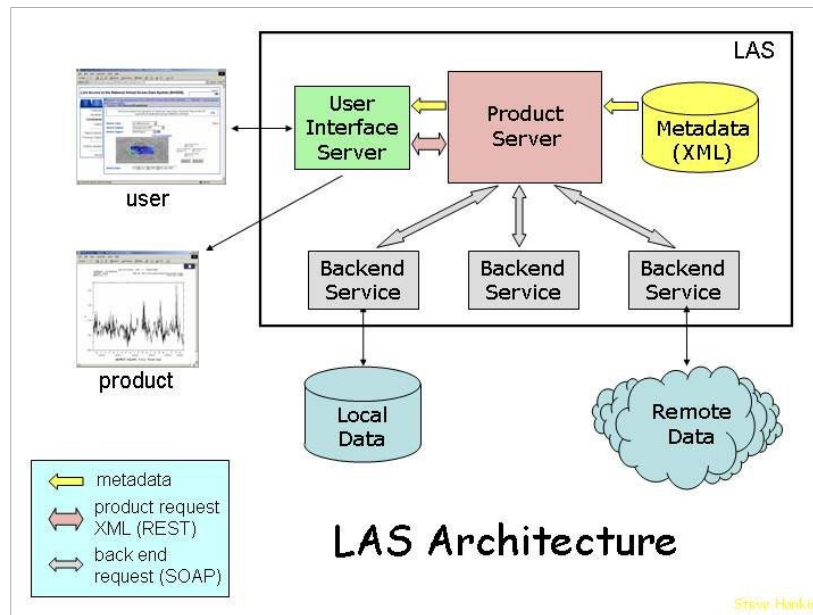 LAS
User
Interface
Server
Product
Server
Metadata
(XML)
user
Backend
Service
Backend
Service
Backend
Service
product
Local
Data
Remote
Data
metadata
product request
XML (REST)
back end
request (SOAP)
LAS Architecture
Steve Hankin